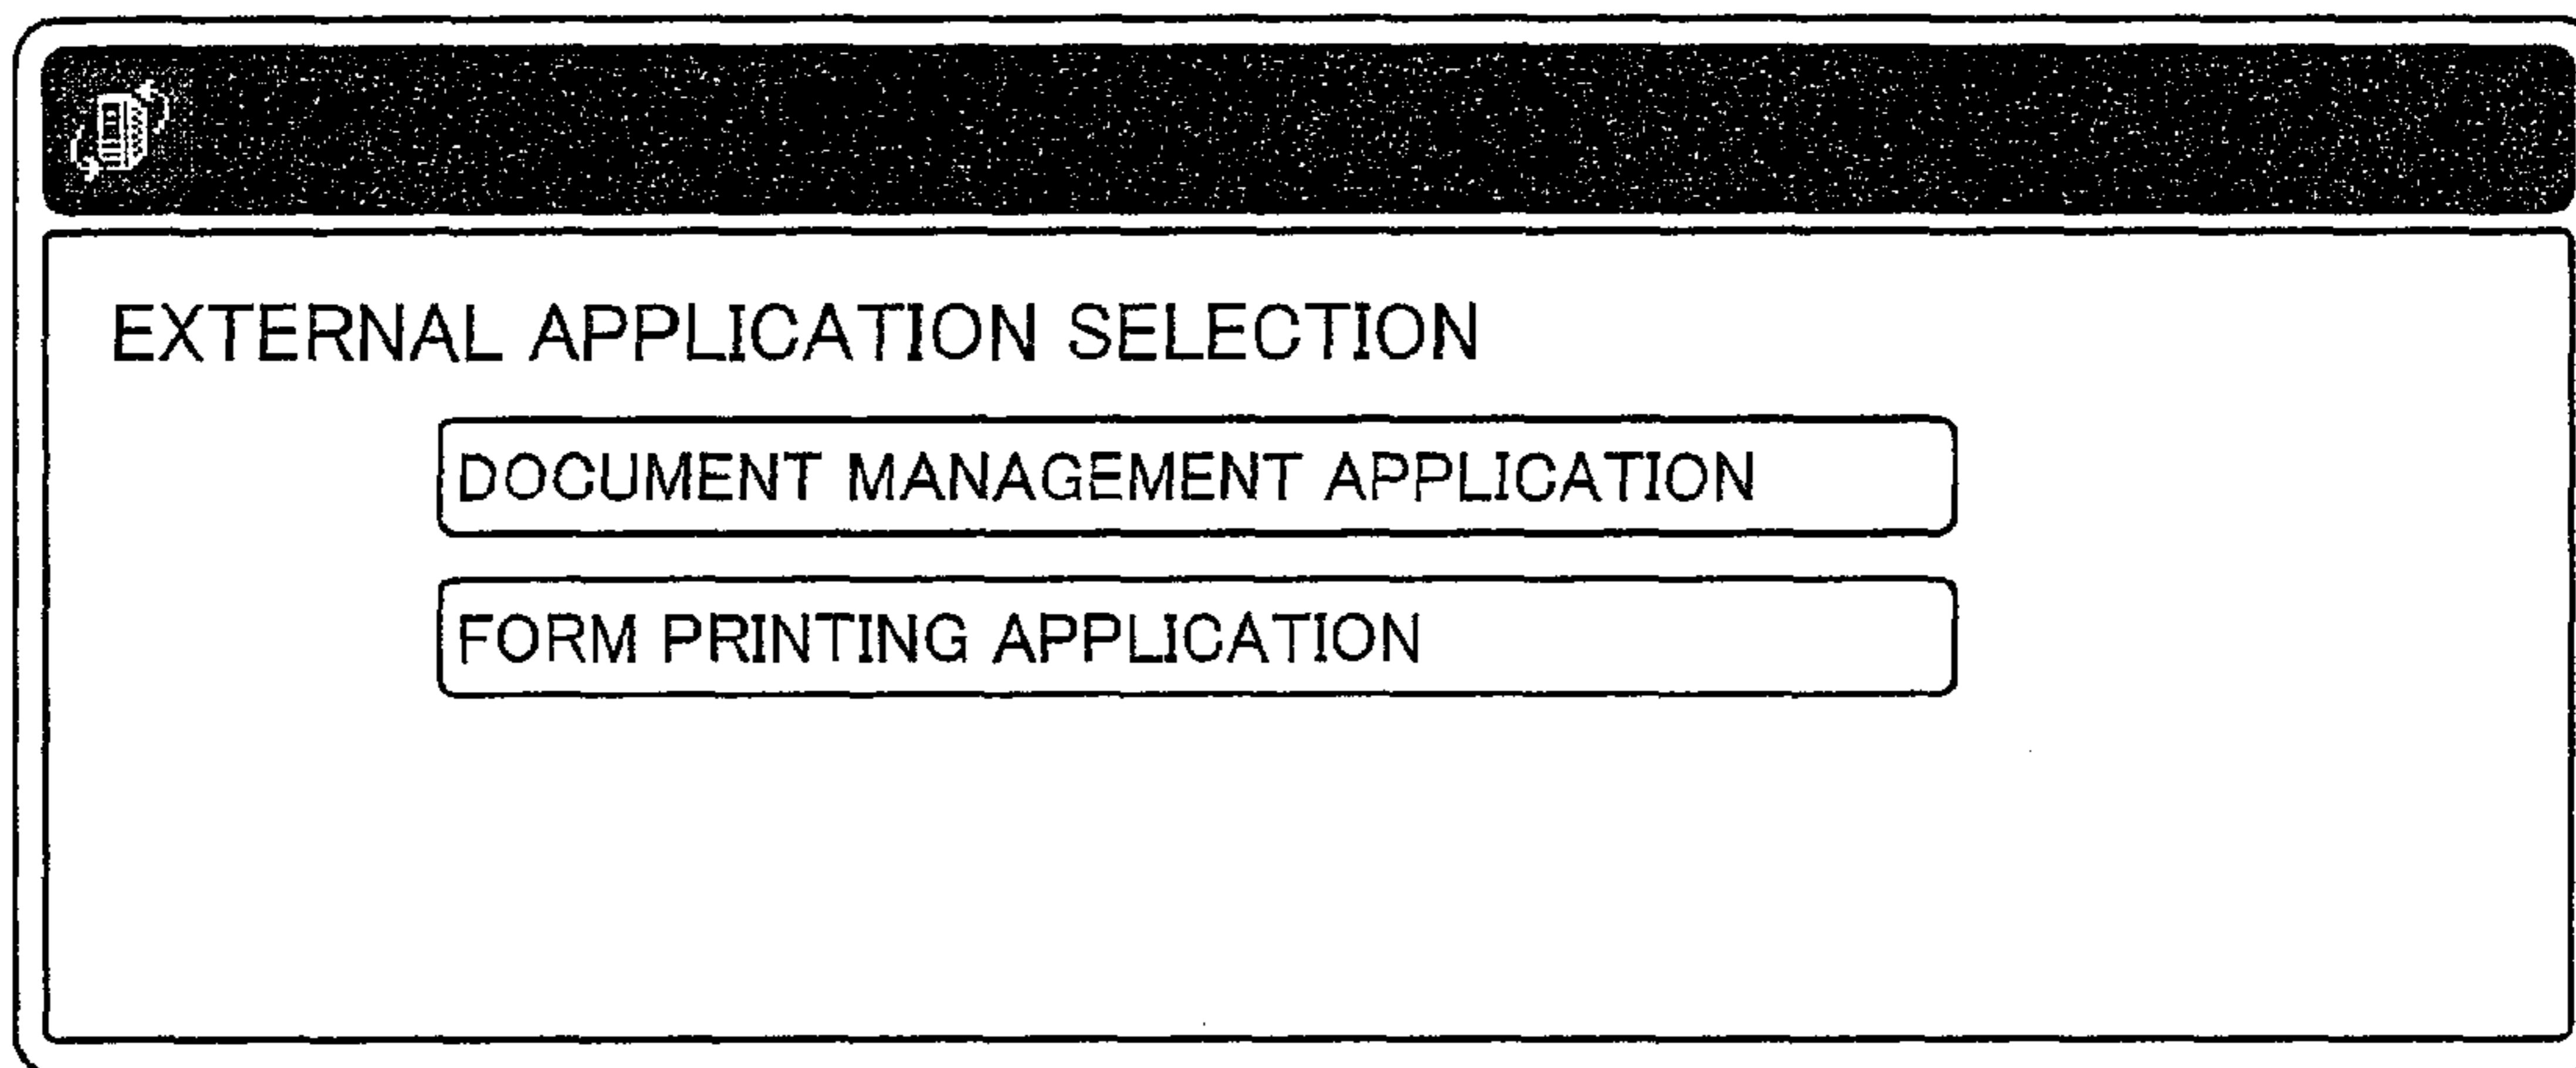 EXTERNAL APPLICATION SELECTION
DOCUMENT MANAGEMENT APPLICATION
FORM PRINTING APPLICATION